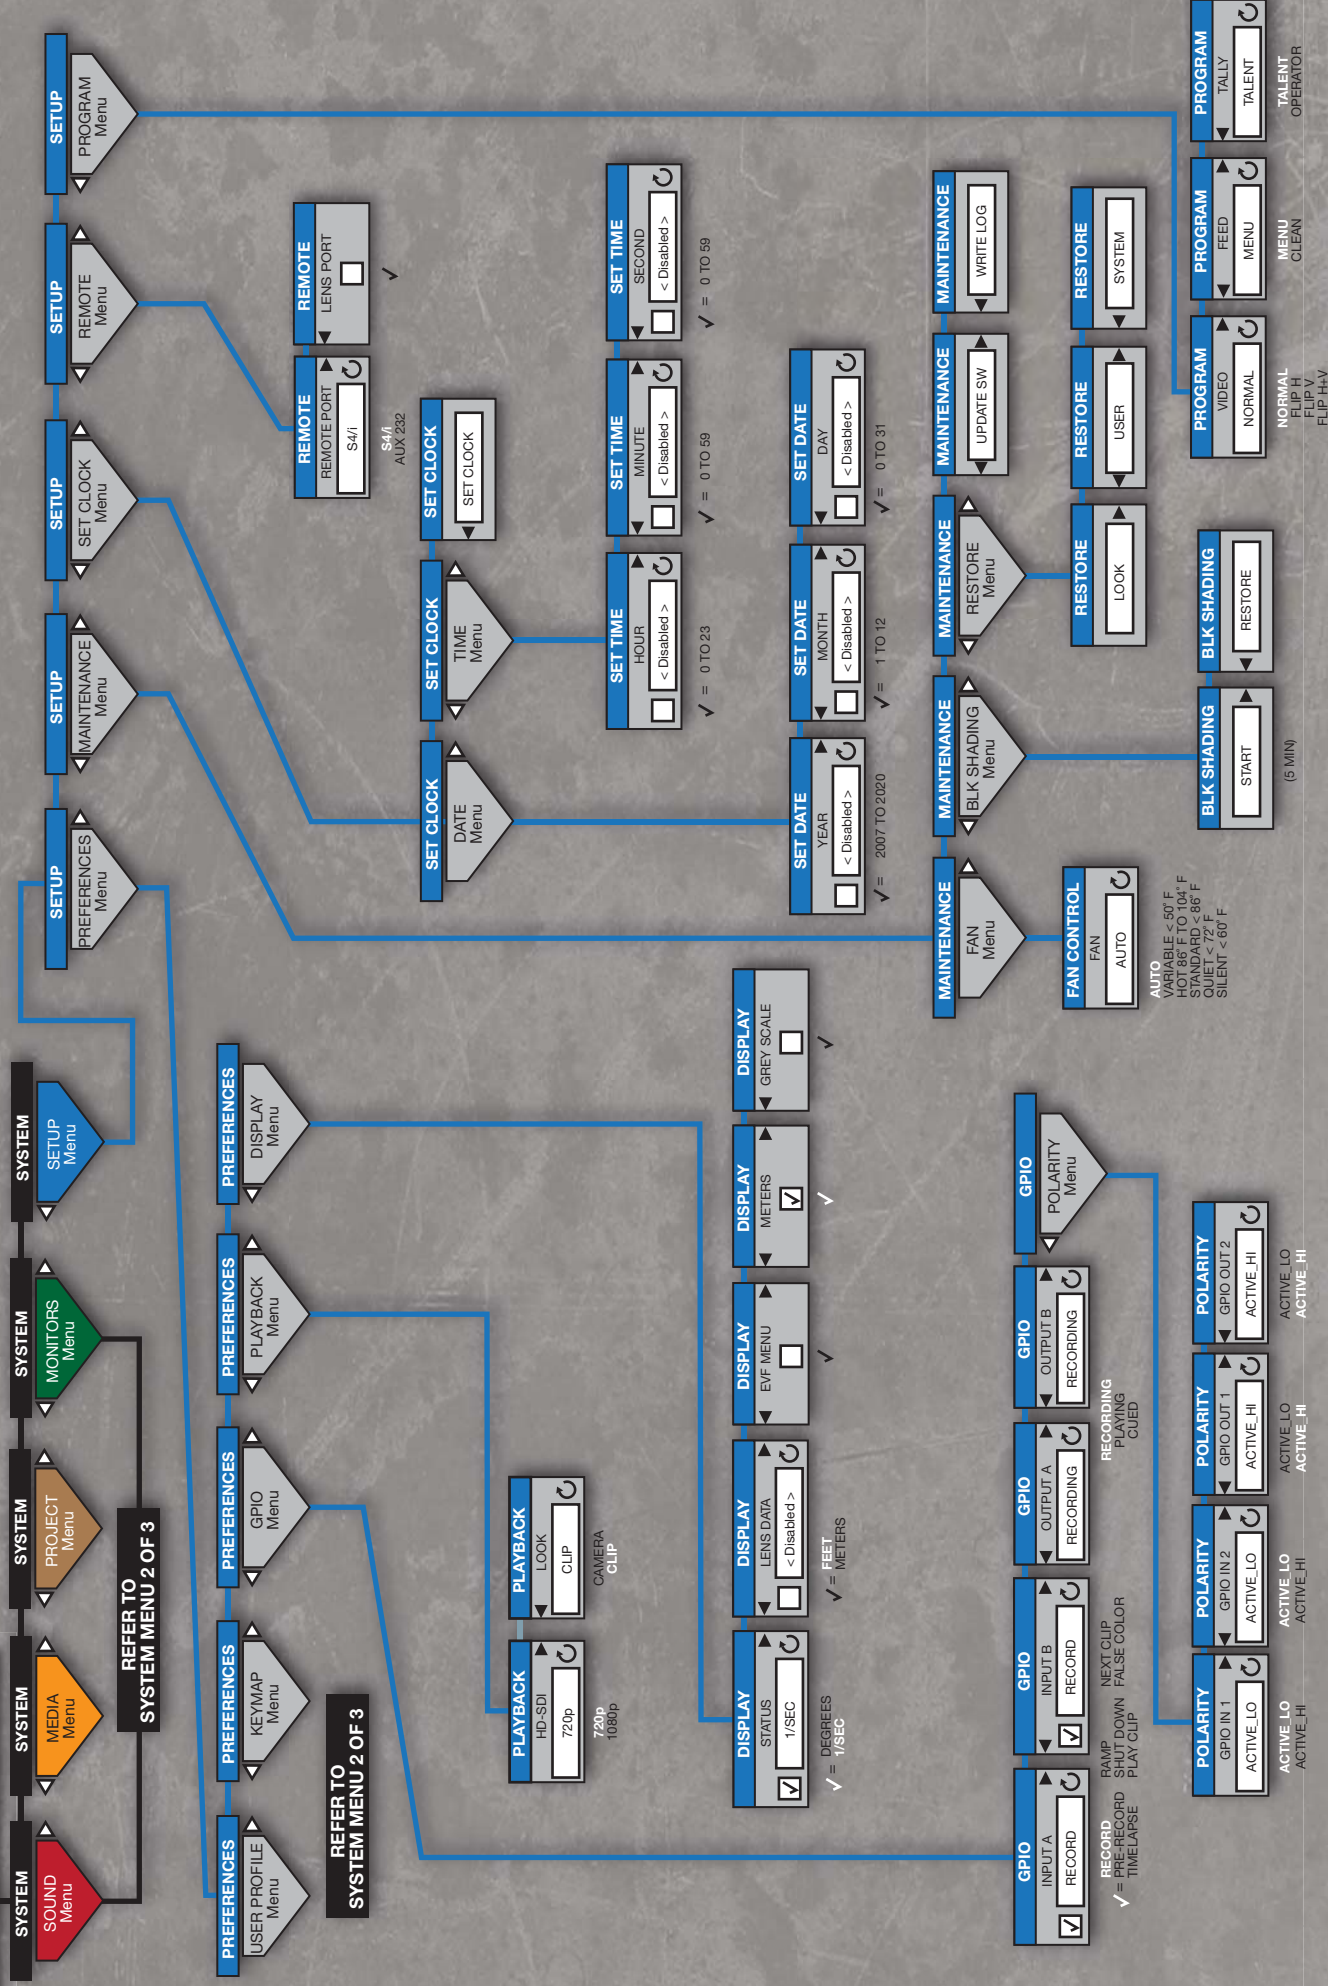 SYSTEM
SOUND
Menu
SYSTEM
MEDIA
Menu
SYSTEM
PROJECT
Menu
SYSTEM
MONITORS
Menu
SYSTEM
SETUP
Menu
REFER TO
SYSTEM MENU 2 OF 3
SETUP
PREFERENCES
Menu
SETUP
MAINTENANCE
Menu
SETUP
SET CLOCK
Menu
SETUP
REMOTE
Menu
SETUP
PROGRAM
Menu
PREFERENCES
USER PROFILE
Menu
PREFERENCES
KEYMAP
Menu
PREFERENCES
GPIO
Menu
PREFERENCES
PLAYBACK
Menu
PREFERENCES
DISPLAY
Menu
REFER TO
SYSTEM MENU 2 OF 3
REMOTE
REMOTE PORT
S4/i
S4/i
AUX 232
REMOTE
LENS PORT
✓
SET CLOCK
DATE
Menu
SET CLOCK
TIME
Menu
SET CLOCK
SET CLOCK
PLAYBACK
HD-SDI
720p
720p
1080p
PLAYBACK
LOOK
CLIP
CAMERA
CLIP
SET TIME
HOUR
< Disabled >
✓ = 0 TO 23
SET TIME
MINUTE
< Disabled >
✓ = 0 TO 59
SET TIME
SECOND
< Disabled >
✓ = 0 TO 59
DISPLAY
STATUS
1/SEC
✓ = DEGREES
1/SEC
DISPLAY
LENS DATA
< Disabled >
✓ = FEET
METERS
DISPLAY
EVF MENU
✓
DISPLAY
METERS
✓
DISPLAY
GREY SCALE
✓
SET DATE
YEAR
< Disabled >
✓ = 2007 TO 2020
SET DATE
MONTH
< Disabled >
✓ = 1 TO 12
SET DATE
DAY
< Disabled >
✓ = 0 TO 31
MAINTENANCE
FAN
Menu
MAINTENANCE
BLK SHADING
Menu
MAINTENANCE
RESTORE
Menu
MAINTENANCE
UPDATE SW
MAINTENANCE
WRITE LOG
FAN CONTROL
FAN
AUTO
AUTO
VARIABLE < 50° F
HOT 86° F TO 104° F
STANDARD < 86° F
QUIET < 72° F
SILENT < 60° F
RESTORE
LOOK
RESTORE
USER
RESTORE
SYSTEM
GPIO
INPUT A
RECORD
GPIO
INPUT B
RECORD
RECORD RAMP NEXT CLIP
✓ = PRE-RECORD SHUT DOWN FALSE COLOR
TIMELAPSE PLAY CLIP
GPIO
OUTPUT A
RECORDING
GPIO
OUTPUT B
RECORDING
RECORDING
PLAYING
CUED
GPIO
POLARITY
Menu
BLK SHADING
START
(5 MIN)
BLK SHADING
RESTORE
PROGRAM
VIDEO
NORMAL
NORMAL
FLIP H
FLIP V
FLIP H+V
PROGRAM
FEED
MENU
MENU
CLEAN
PROGRAM
TALLY
TALENT
TALENT
OPERATOR
POLARITY
GPIO IN 1
ACTIVE_LO
ACTIVE_LO
ACTIVE_HI
POLARITY
GPIO IN 2
ACTIVE_LO
ACTIVE_LO
ACTIVE_HI
POLARITY
GPIO OUT 1
ACTIVE_HI
ACTIVE_LO
ACTIVE_HI
POLARITY
GPIO OUT 2
ACTIVE_HI
ACTIVE_LO
ACTIVE_HI